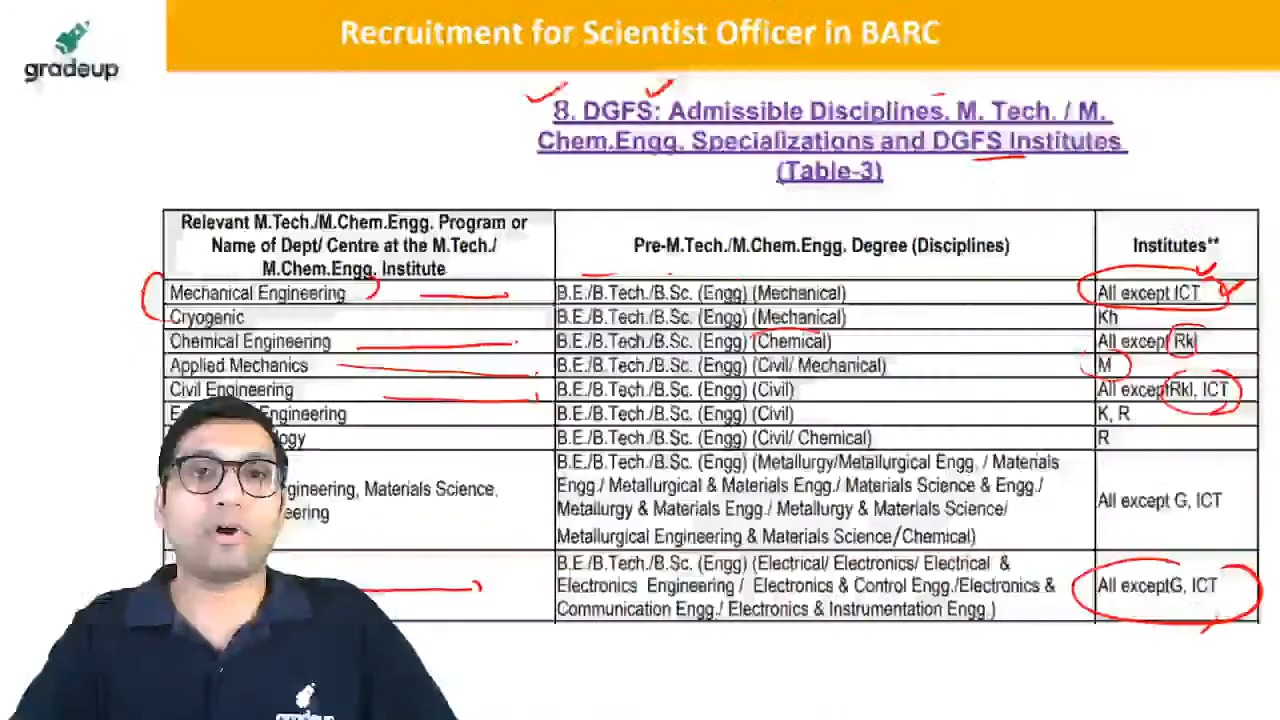 gradeup
Recruitment for Scientist Officer in BARC
8. DGFS: Admissible Disciplines. M. Tech. / M.
Chem.Engg. Specializations and DGFS Institutes
(Table-3)
Relevant M.Tech./M.Chem.Engg. Program or
Name of Dept/ Centre at the M.Tech./
M.Chem.Engg. Institute
Pre-M.Tech./M.Chem.Engg. Degree (Disciplines)
Institutes**
Mechanical Engineering
B.E./B.Tech./B.Sc. (Engg) (Mechanical)
All except ICT
Cryogenic
B.E./B.Tech./B.Sc. (Engg) (Mechanical)
Kh
Chemical Engineering
B.E./B.Tech./B.Sc. (Engg) (Chemical)
All except Rkl
Applied Mechanics
B.E./B.Tech./B.Sc. (Engg) (Civil/ Mechanical)
M
Civil Engineering
B.E./B.Tech./B.Sc. (Engg) (Civil)
All exceptRkl, ICT
Engineering
B.E./B.Tech./B.Sc. (Engg) (Civil)
K, R
B.E./B.Tech./B.Sc. (Engg) (Civil/ Chemical)
R
Materials Science,
B.E./B.Tech./B.Sc. (Engg) (Metallurgy/Metallurgical Engg. / Materials
Engg./ Metallurgical & Materials Engg./ Materials Science & Engg./
Metallurgy & Materials Engg./ Metallurgy & Materials Science/
Metallurgical Engineering & Materials Science/Chemical)
All except G, ICT
B.E./B.Tech./B.Sc. (Engg) (Electrical/ Electronics/ Electrical &
Electronics Engineering / Electronics & Control Engg./Electronics &
Communication Engg./ Electronics & Instrumentation Engg.)
All exceptG, ICT
gradeup